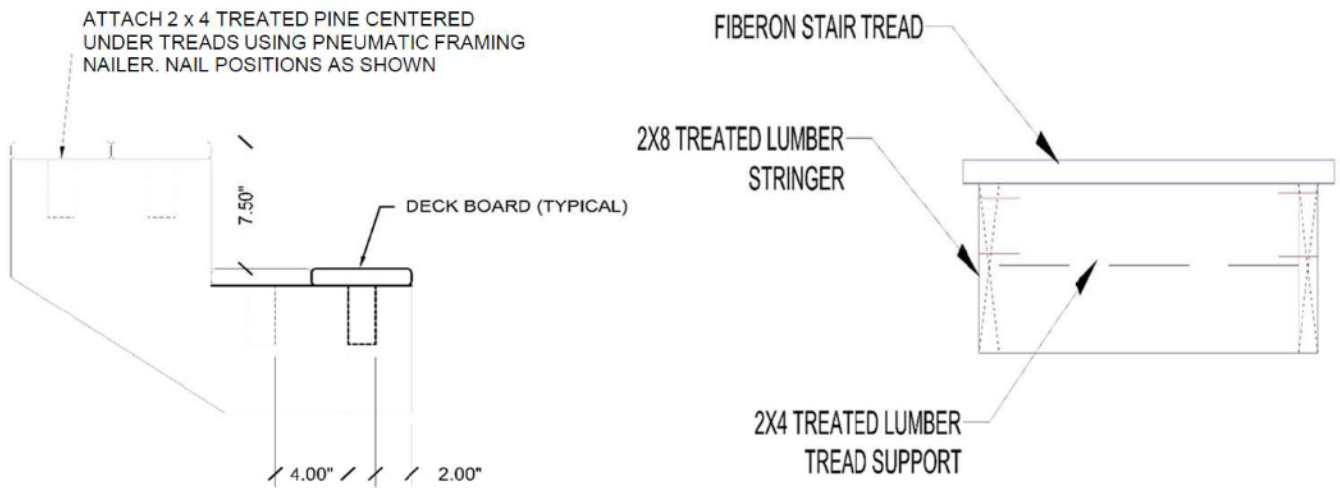 ATTACH 2 x 4 TREATED PINE CENTERED
UNDER TREADS USING PNEUMATIC FRAMING
NAILER. NAIL POSITIONS AS SHOWN
7.50"
DECK BOARD (TYPICAL)
4.00"
2.00"
FIBERON STAIR TREAD
2X8 TREATED LUMBER
STRINGER
2X4 TREATED LUMBER
TREAD SUPPORT